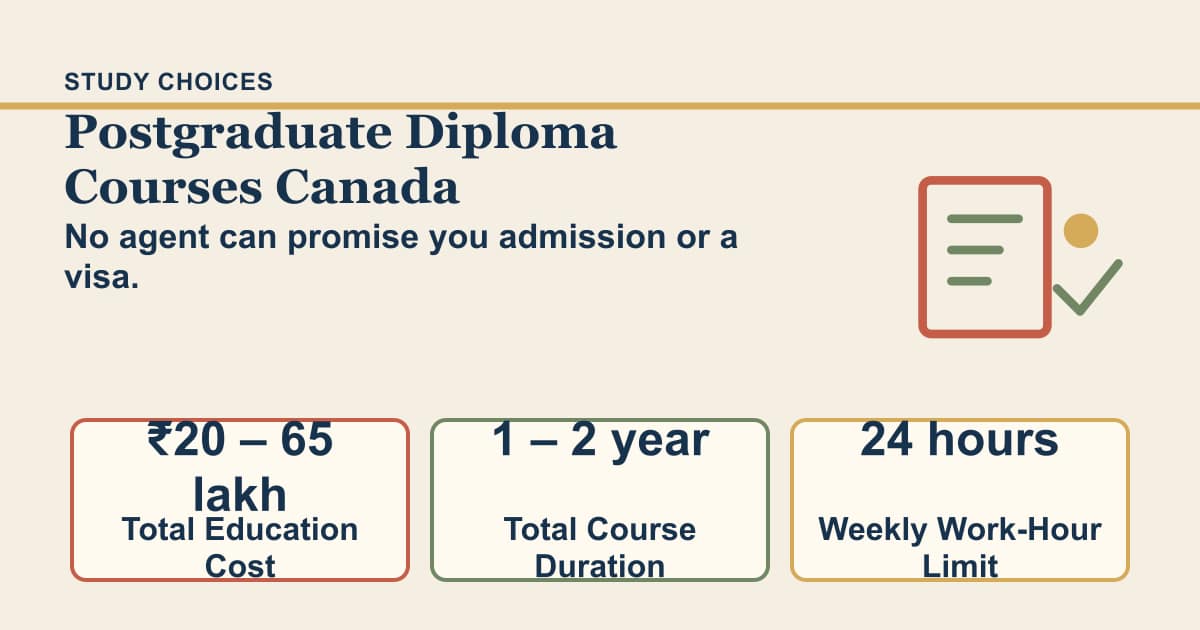 STUDY CHOICES
Postgraduate Diploma
Courses Canada
No agent can promise you admission or a
visa.
₹20 – 65
lakh
Total Education
Cost
1 – 2 year
Total Course
Duration
24 hours
Weekly Work-Hour
Limit